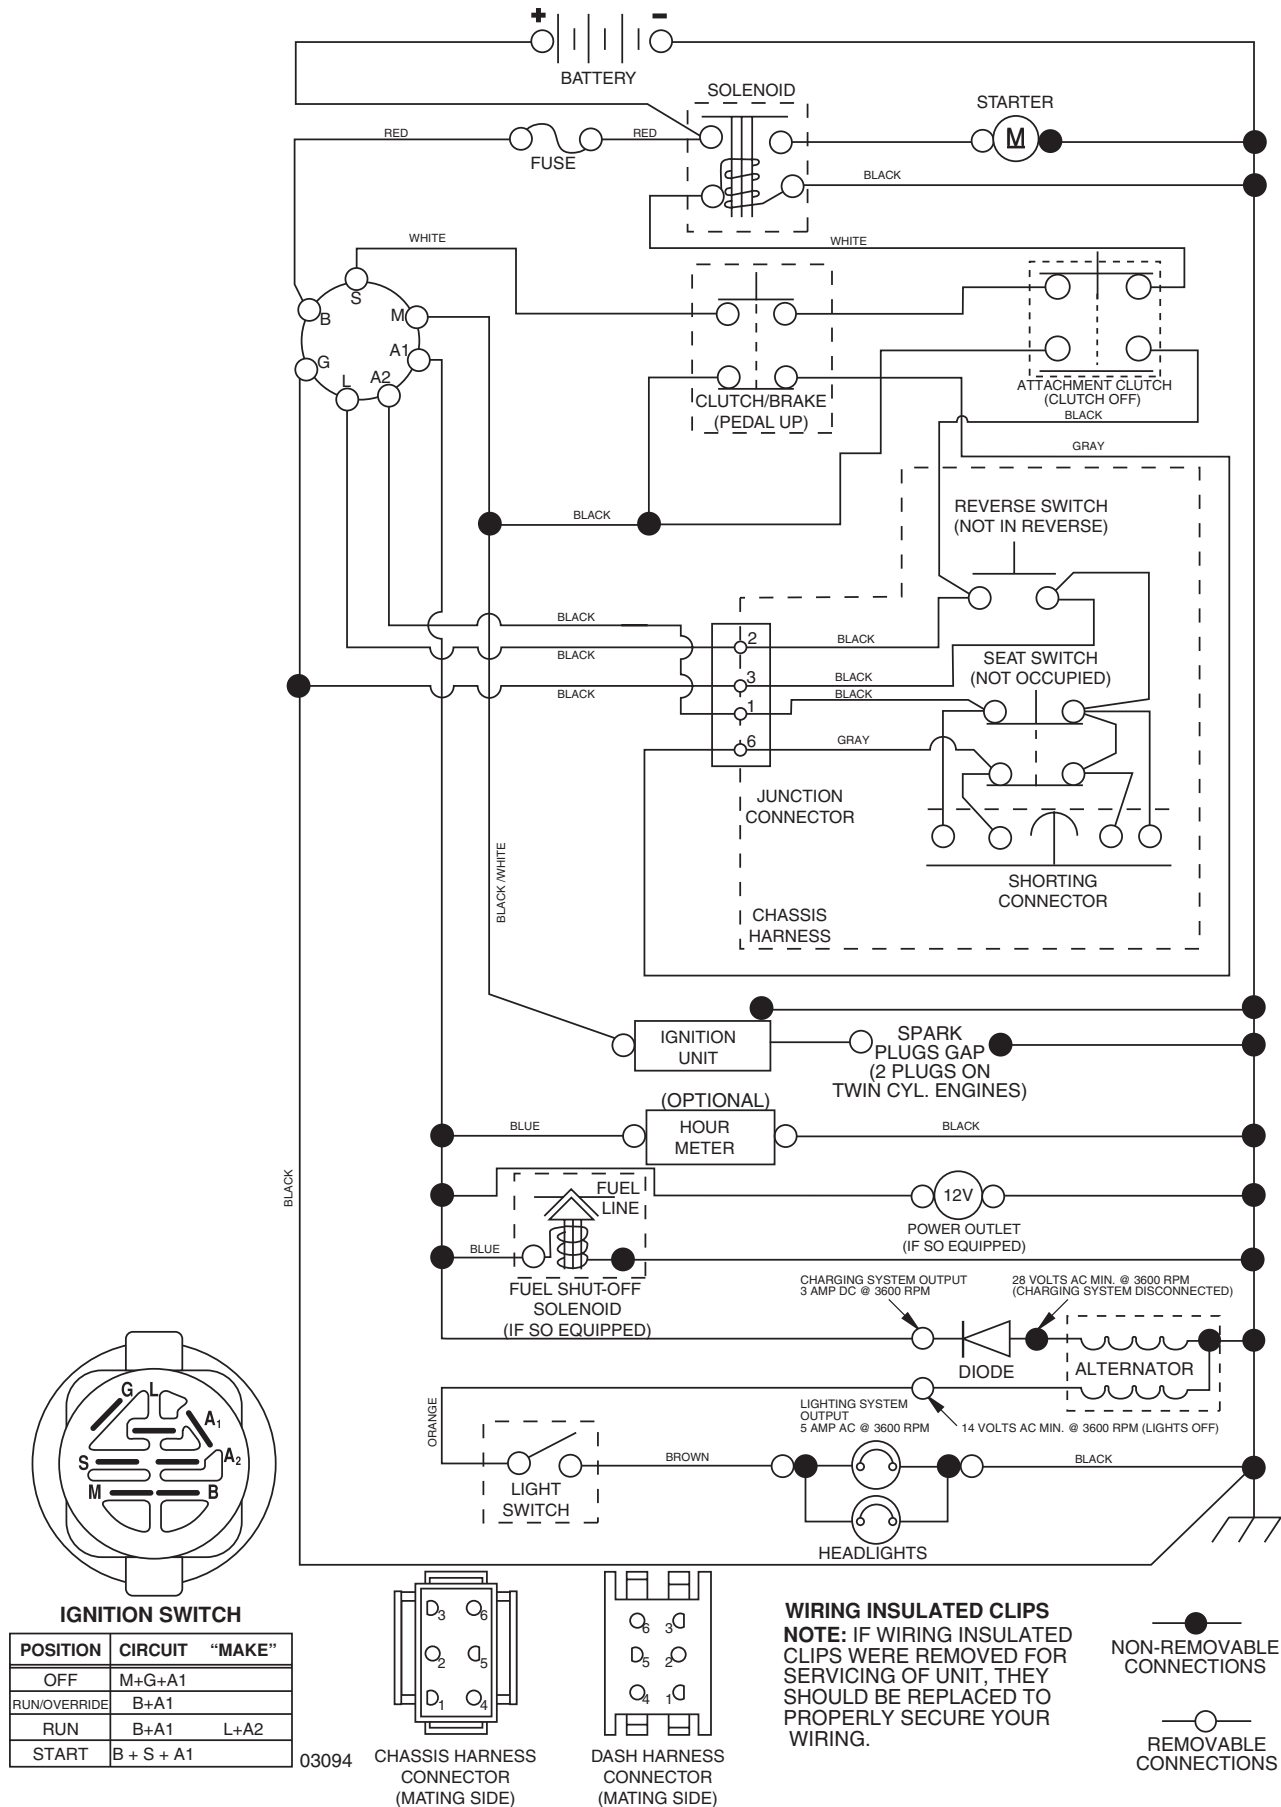 + −
BATTERY
SOLENOID
STARTER
RED
RED
M
FUSE
BLACK
WHITE
WHITE
S
B
M
A1
G
A2
L
ATTACHMENT CLUTCH
(CLUTCH OFF)
CLUTCH/BRAKE
(PEDAL UP)
BLACK
GRAY
REVERSE SWITCH
(NOT IN REVERSE)
BLACK
BLACK
2
BLACK
BLACK
SEAT SWITCH
(NOT OCCUPIED)
3
BLACK
BLACK
1
BLACK
6
GRAY
JUNCTION
CONNECTOR
BLACK /WHITE
SHORTING
CONNECTOR
CHASSIS
HARNESS
IGNITION
UNIT
SPARK
PLUGS GAP
(2 PLUGS ON
TWIN CYL. ENGINES)
(OPTIONAL)
HOUR
METER
BLUE
BLACK
BLACK
FUEL
LINE
12V
POWER OUTLET
(IF SO EQUIPPED)
BLUE
FUEL SHUT-OFF
SOLENOID
(IF SO EQUIPPED)
CHARGING SYSTEM OUTPUT
3 AMP DC @ 3600 RPM
28 VOLTS AC MIN. @ 3600 RPM
(CHARGING SYSTEM DISCONNECTED)
DIODE
ALTERNATOR
ORANGE
LIGHTING SYSTEM
OUTPUT
5 AMP AC @ 3600 RPM
14 VOLTS AC MIN. @ 3600 RPM (LIGHTS OFF)
LIGHT
SWITCH
BROWN
BLACK
HEADLIGHTS
G L
A1
S
A2
M
B
IGNITION SWITCH
POSITION CIRCUIT “MAKE”
OFF M+G+A1
RUN/OVERRIDE B+A1
RUN B+A1 L+A2
START B + S + A1
03094
3 6
2 5
1 4
CHASSIS HARNESS
CONNECTOR
(MATING SIDE)
6 3
5 2
4 1
DASH HARNESS
CONNECTOR
(MATING SIDE)
WIRING INSULATED CLIPS
NOTE: IF WIRING INSULATED
CLIPS WERE REMOVED FOR
SERVICING OF UNIT, THEY
SHOULD BE REPLACED TO
PROPERLY SECURE YOUR
WIRING.
NON-REMOVABLE
CONNECTIONS
REMOVABLE
CONNECTIONS